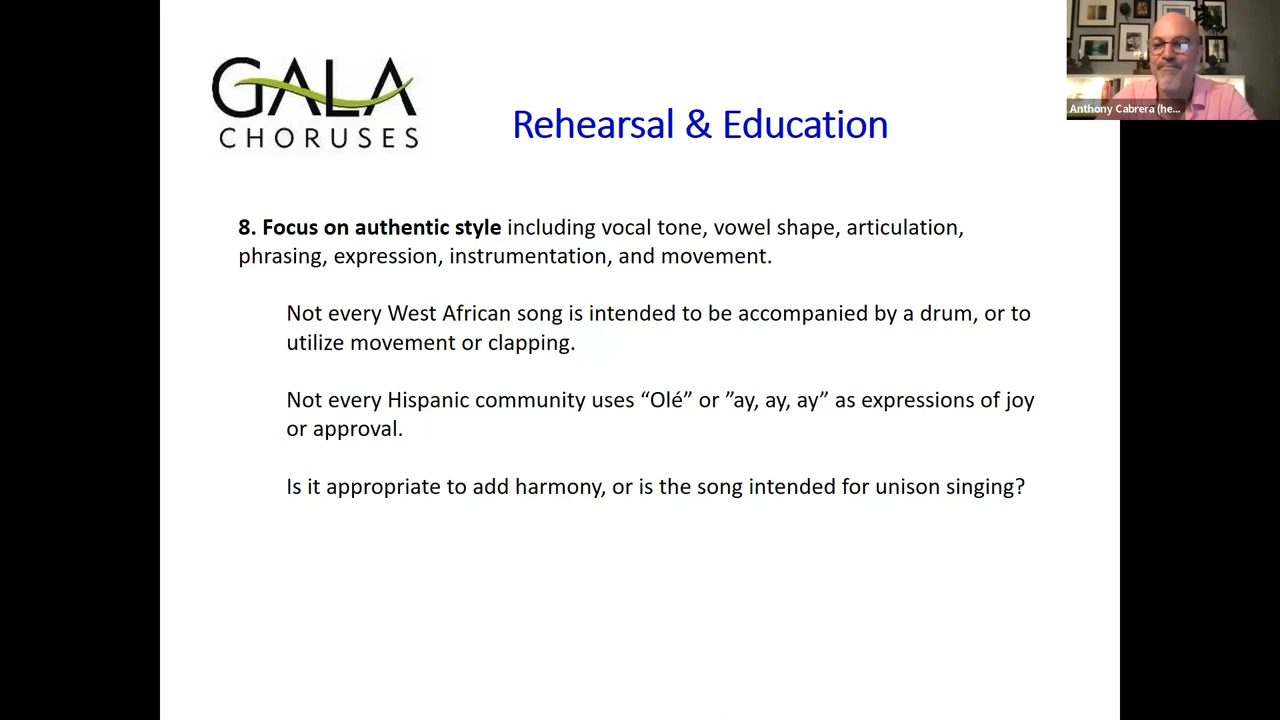 GALA
CHORUSES
Rehearsal & Education
Anthony Cabrera (he...
8. Focus on authentic style including vocal tone, vowel shape, articulation,
phrasing, expression, instrumentation, and movement.
Not every West African song is intended to be accompanied by a drum, or to
utilize movement or clapping.
Not every Hispanic community uses “Olé” or ”ay, ay, ay” as expressions of joy
or approval.
Is it appropriate to add harmony, or is the song intended for unison singing?